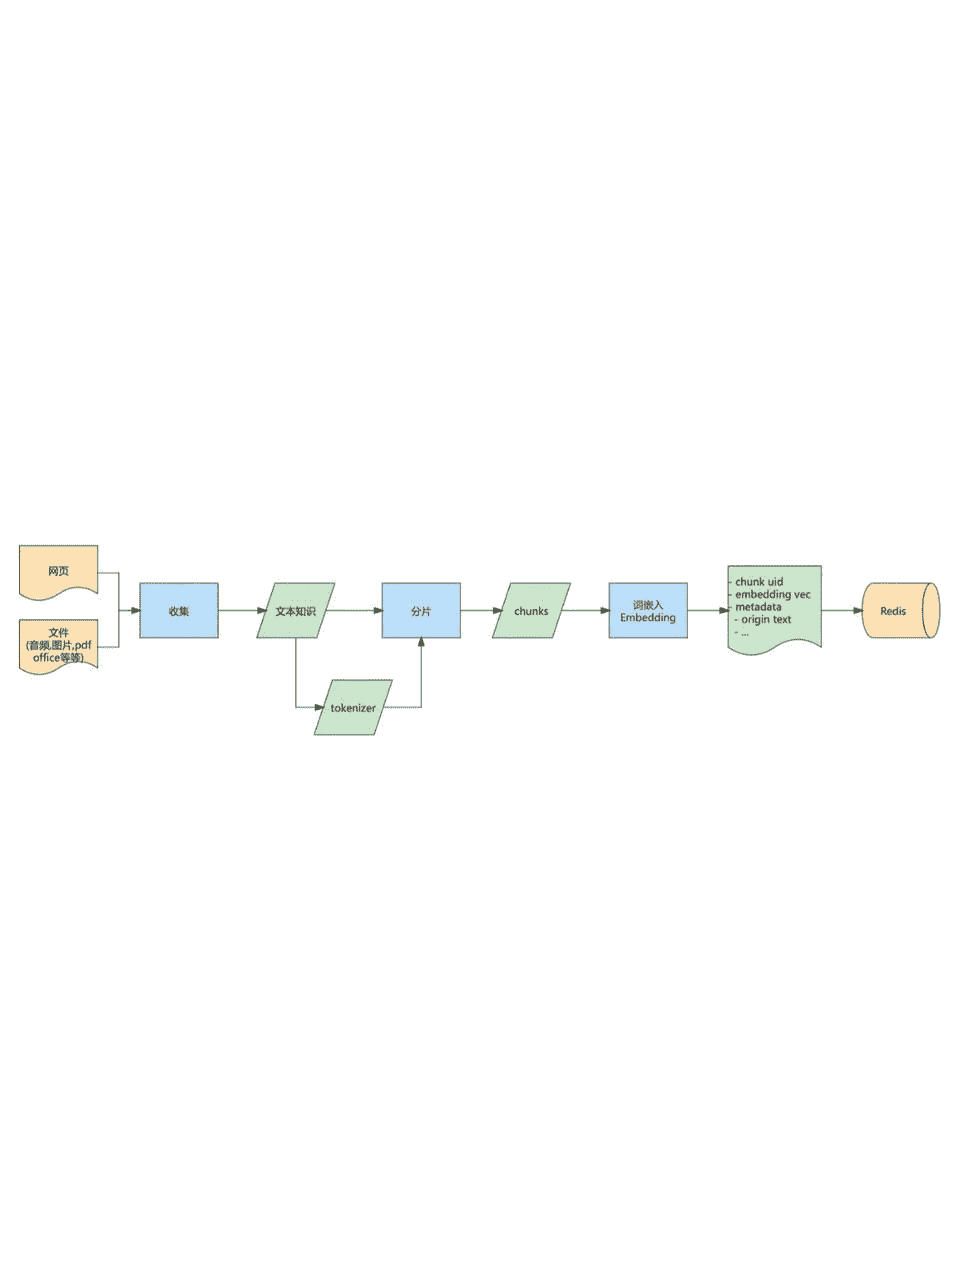 网页
文件
(音频,图片,pdf
office等等)
收集
文本知识
tokenizer
分片
chunks
词嵌入
Embedding
- chunk uid
- embedding vec
- metadata
- origin text
- ...
Redis